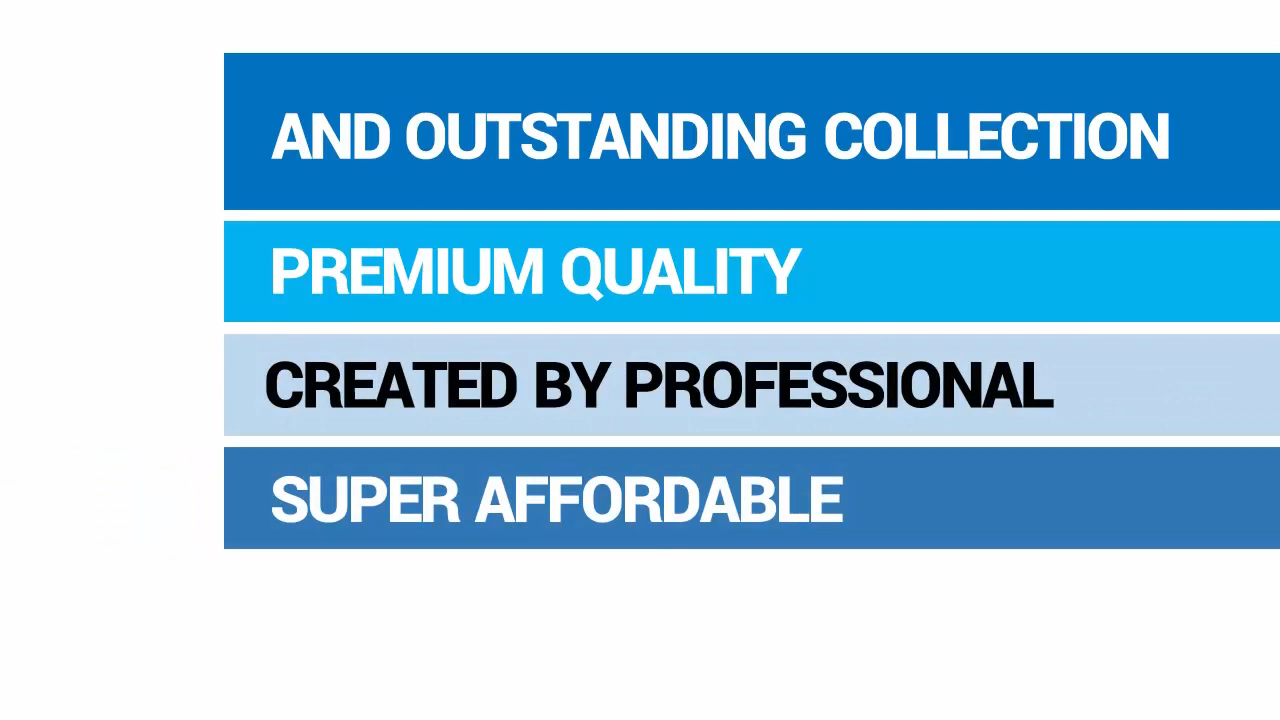 AND OUTSTANDING COLLECTION
PREMIUM QUALITY
CREATED BY PROFESSIONAL
SUPER AFFORDABLE